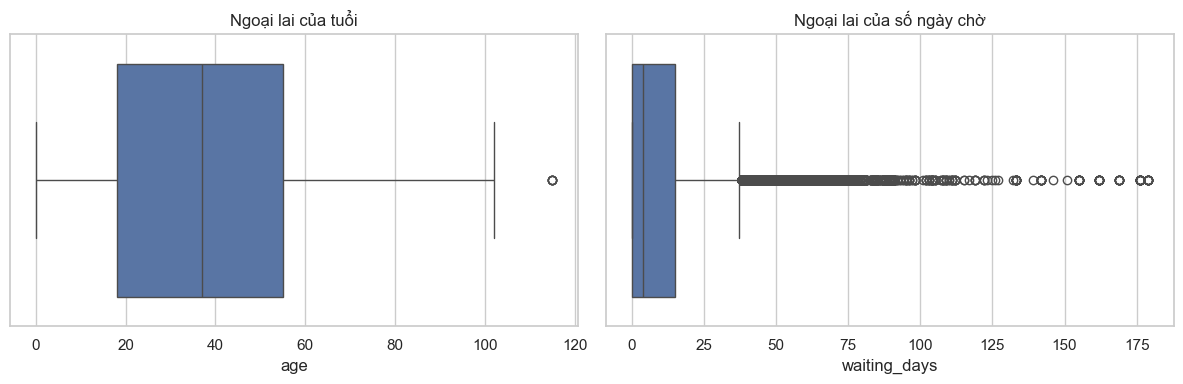 Ngoại lai của tuổi
0 20 40 60 80 100 120
age
Ngoại lai của số ngày chờ
0 25 50 75 100 125 150 175
waiting_days